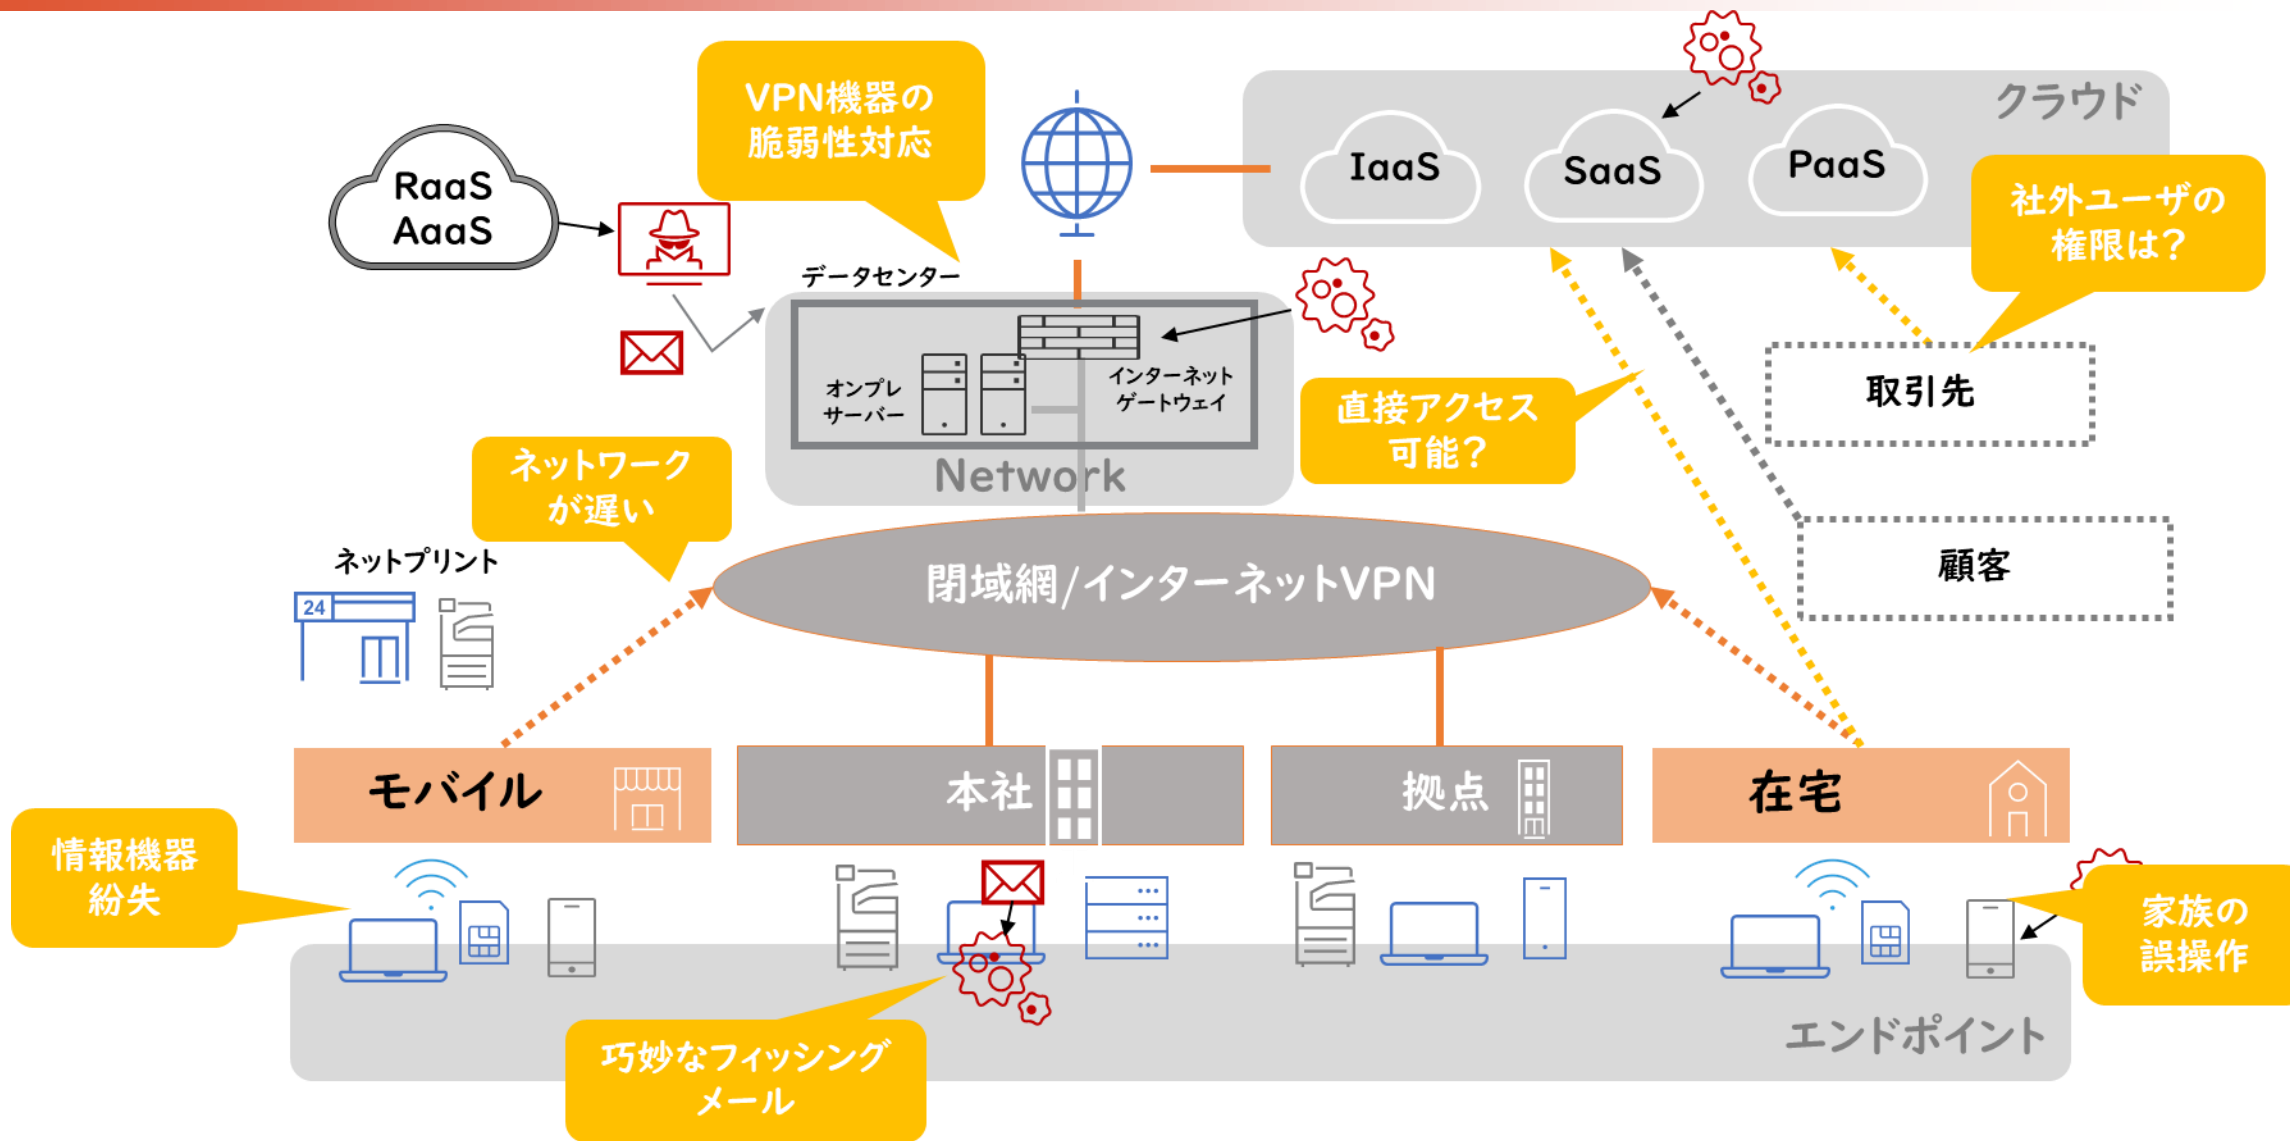 VPN機器の
脆弱性対応
クラウド
RaaS
AaaS
IaaS
SaaS
PaaS
社外ユーザの
権限は？
データセンター
オンプレ
サーバー
インターネット
ゲートウェイ
Network
直接アクセス
可能？
取引先
ネットワーク
が遅い
ネットプリント
24
閉域網/インターネットVPN
顧客
モバイル
本社
拠点
在宅
情報機器
紛失
家族の
誤操作
巧妙なフィッシング
メール
エンドポイント